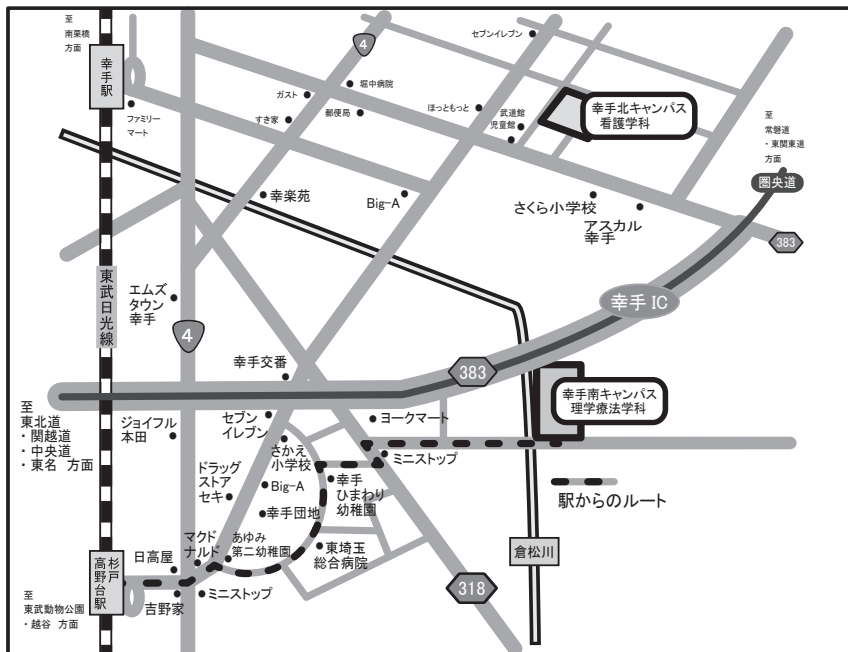 至
南栗橋
方面
幸手駅
ファミリー
マート
4
セブンイレブン
ガスト
堀中病院
すき家
郵便局
ほっともっと
武道館
児童館
幸手北キャンパス
看護学科
至
常磐道
・東関東道
方面
圏央道
幸楽苑
Big-A
さくら小学校
アスカル
幸手
383
東武日光線
エムズ
タウン
幸手
4
幸手 IC
幸手交番
383
幸手南キャンパス
理学療法学科
至
東北道
・関越道
・中央道
・東名 方面
ジョイフル
本田
セブン
イレブン
ヨークマート
さかえ
小学校
ミニストップ
ドラッグ
ストア
セキ
Big-A
幸手
ひまわり
幼稚園
駅からのルート
幸手団地
マクド
ナルド
あゆみ
第二幼稚園
東埼玉
総合病院
倉松川
日高屋
杉戸
高野台駅
吉野家
ミニストップ
318
至
東武動物公園
・越谷 方面